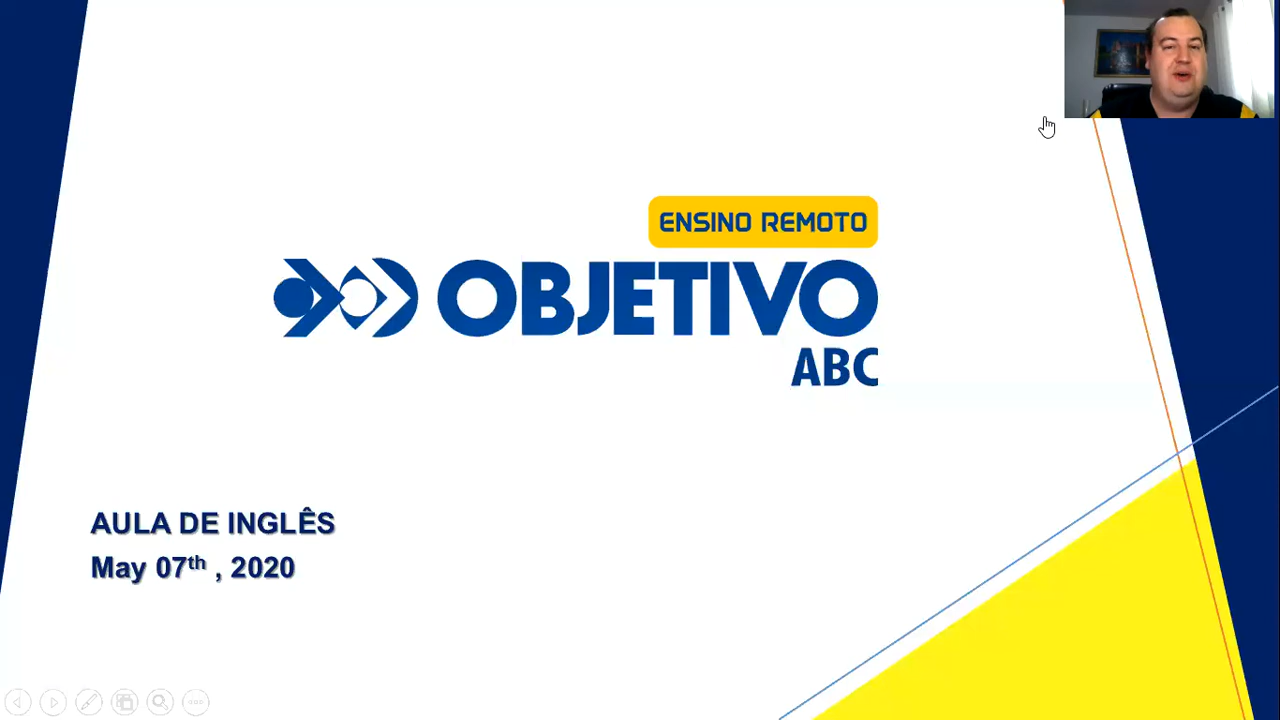 ENSINO REMOTO
OBJETIVO
ABC
AULA DE INGLÊS
May 07th , 2020